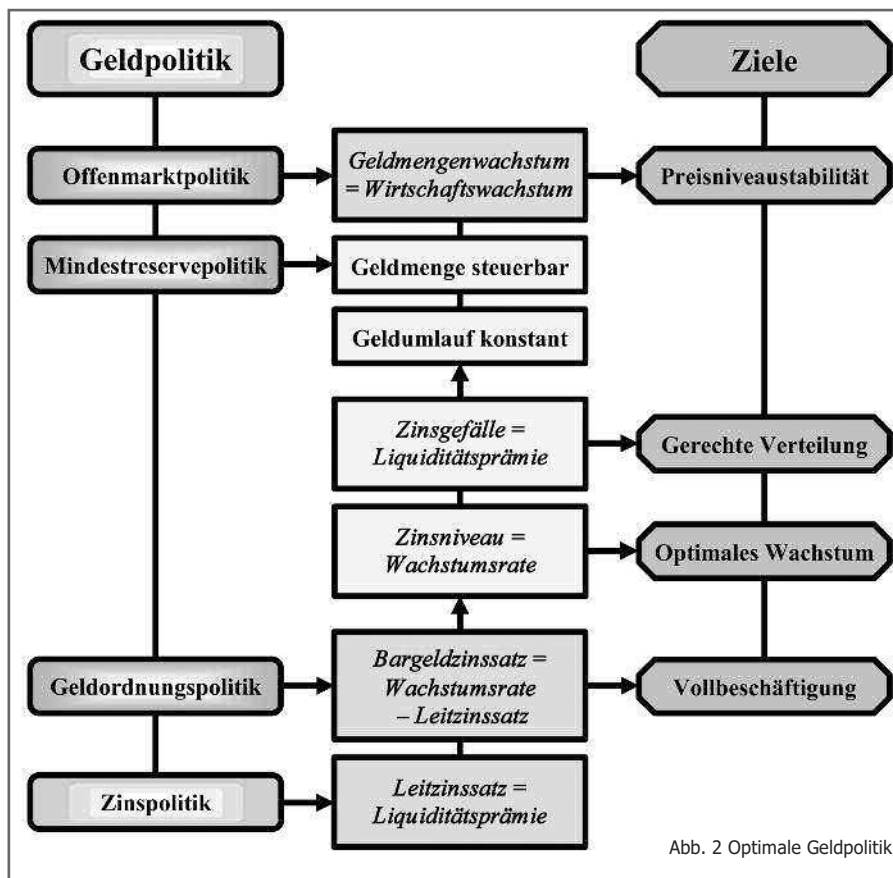 Geldpolitik
Ziele
Offenmarktpolitik
Geldmengenwachstum
= Wirtschaftswachstum
Preisniveaustabilität
Mindestreservepolitik
Geldmenge steuerbar
Geldumlauf konstant
Zinsgefälle =
Liquiditätsprämie
Gerechte Verteilung
Zinsniveau =
Wachstumsrate
Optimales Wachstum
Geldordnungspolitik
Bargeldzinssatz =
Wachstumsrate
– Leitzinssatz
Vollbeschäftigung
Zinspolitik
Leitzinssatz =
Liquiditätsprämie
Abb. 2 Optimale Geldpolitik